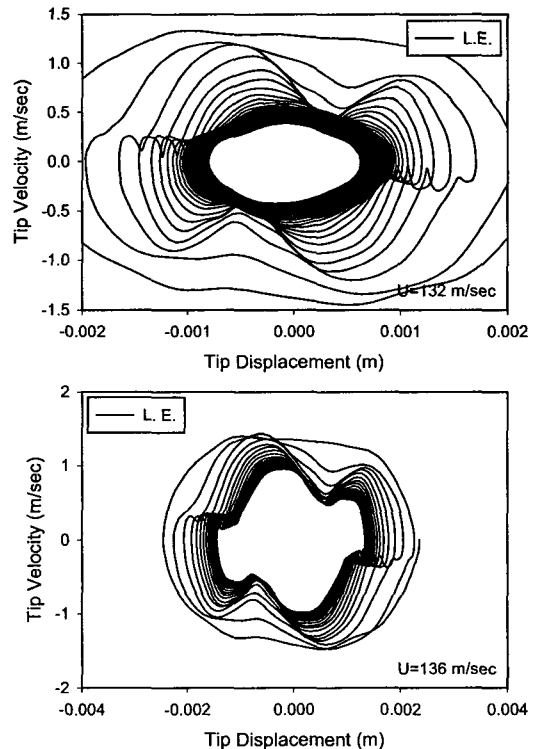 1.5
1.0
0.5
0.0
-0.5
-1.0
-1.5
Tip Velocity (m/sec)
L.E.
U=132 m/sec
-0.002 -0.001 0.000 0.001 0.002
Tip Displacement (m)
2
1
0
-1
-2
Tip Velocity (m/sec)
L. E.
U=136 m/sec
-0.004 -0.002 0.000 0.002 0.004
Tip Displacement (m)